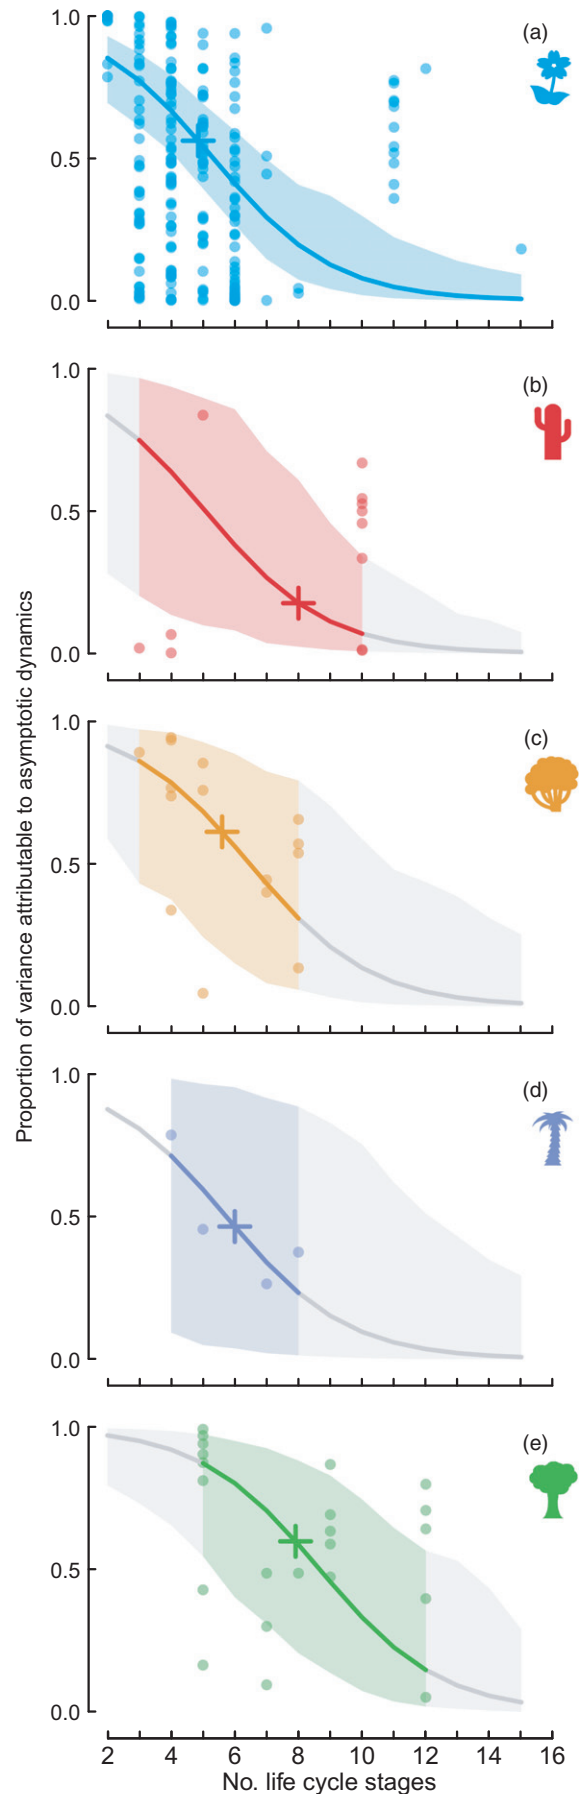 (a)
1.0
0.5
0.0
(b)
1.0
0.5
0.0
(c)
1.0
0.5
0.0
(d)
1.0
0.5
0.0
(e)
1.0
0.5
0.0
Proportion of variance attributable to asymptotic dynamics
2 4 6 8 10 12 14 16
No. life cycle stages